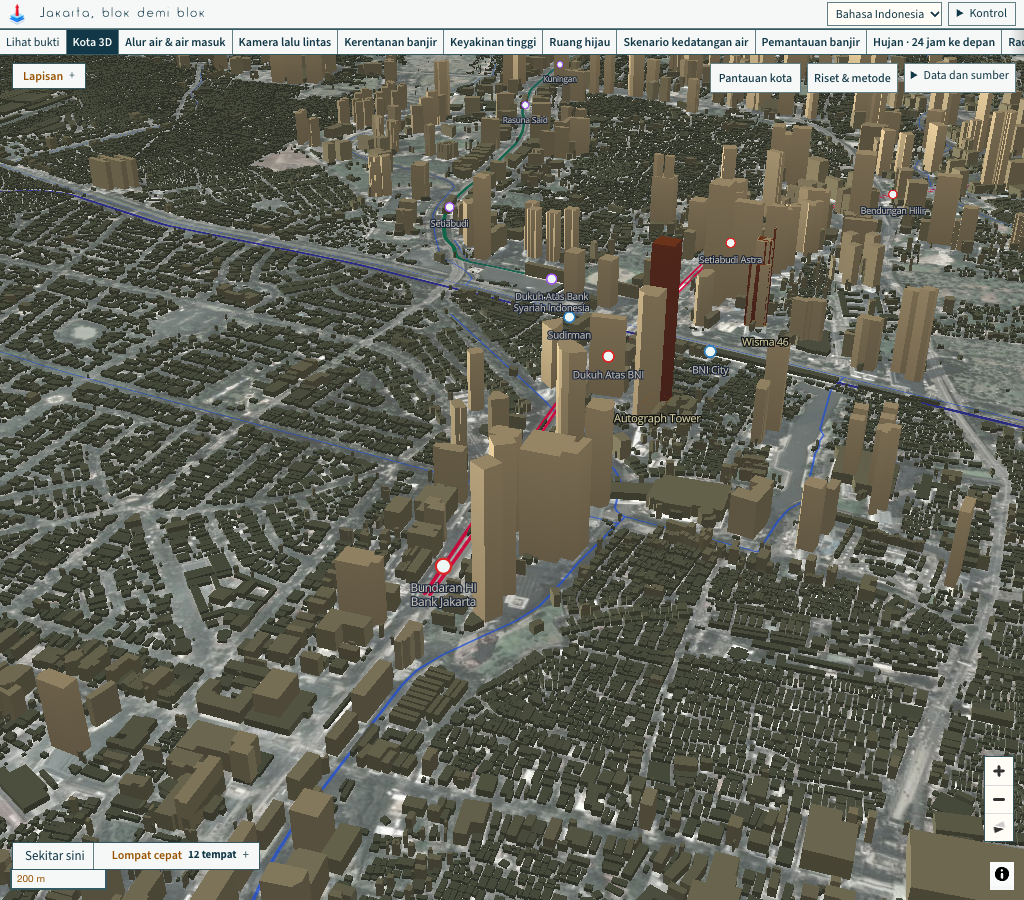 Jakarta, blok demi blok
Bahasa Indonesia
Kontrol
Lihat bukti
Kota 3D
Alur air & air masuk
Kamera lalu lintas
Kerentanan banjir
Keyakinan tinggi
Ruang hijau
Skenario kedatangan air
Pemantauan banjir
Hujan · 24 jam ke depan
Lapisan +
Pantauan kota
Riset & metode
Data dan sumber
Kuningan
Rasuna Said
Setiabudi
Bendungan Hilir
Setiabudi Astra
Dukuh Atas Bank
Syariah Indonesia
Sudirman
Wisma 46
BNI City
Dukuh Atas BNI
Autograph Tower
Bundaran HI
Bank Jakarta
Sekitar sini
Lompat cepat 12 tempat +
200 m